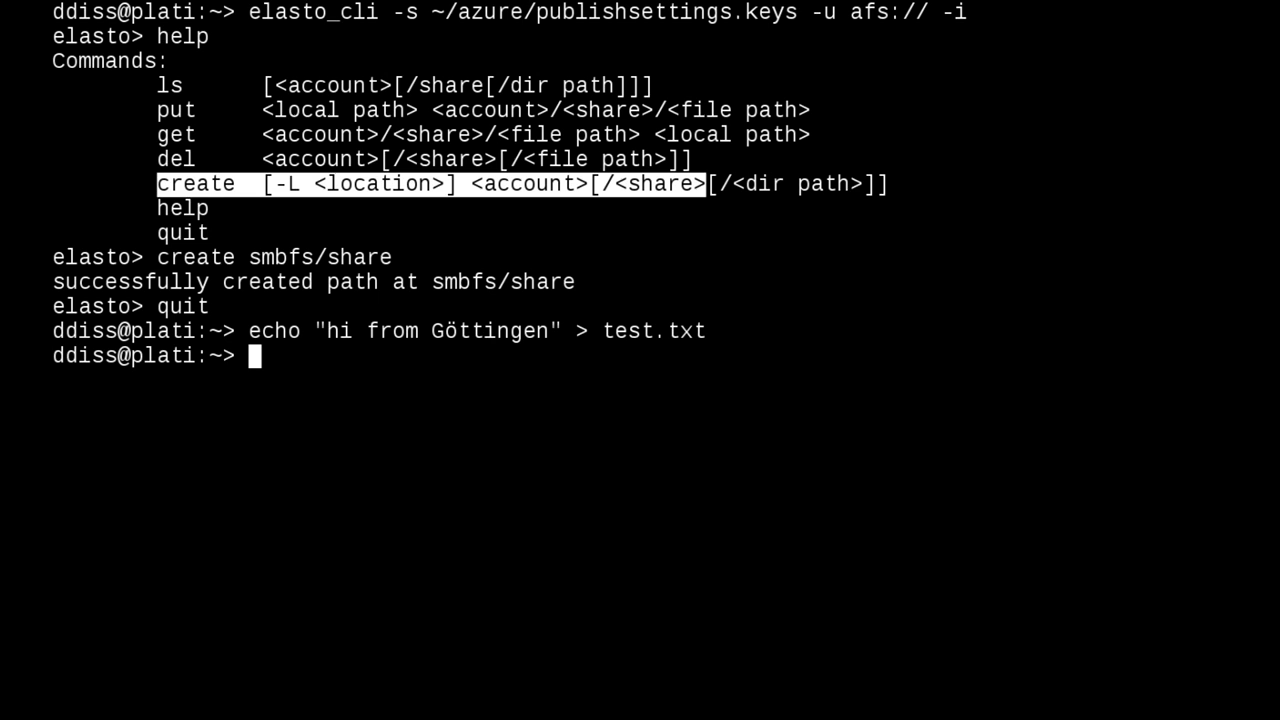 ddiss@plati:~> elasto_cli -s ~/azure/publishsettings.keys -u afs:// -i
elasto> help
Commands:
ls [<account>[/share[/dir path]]]
put <local path> <account>/<share>/<file path>
get <account>/<share>/<file path> <local path>
del <account>[/<share>[/<file path>]]
create [-L <location>] <account>[/<share>[/<dir path>]]
help
quit
elasto> create smbfs/share
successfully created path at smbfs/share
elasto> quit
ddiss@plati:~> echo "hi from Göttingen" > test.txt
ddiss@plati:~>